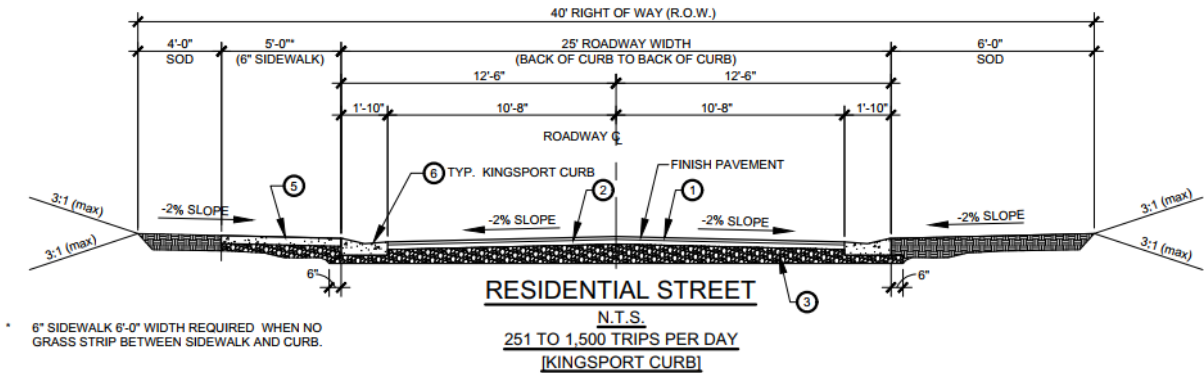 40' RIGHT OF WAY (R.O.W.)
4'-0"
SOD
5'-0"*
(6" SIDEWALK)
25' ROADWAY WIDTH
(BACK OF CURB TO BACK OF CURB)
6'-0"
SOD
12'-6"
12'-6"
1'-10"
10'-8"
10'-8"
1'-10"
ROADWAY ℄
6 TYP. KINGSPORT CURB
FINISH PAVEMENT
5
2
1
3:1 (max)
3:1 (max)
-2% SLOPE
-2% SLOPE
-2% SLOPE
-2% SLOPE
3:1 (max)
3:1 (max)
6"
6"
3
RESIDENTIAL STREET
N.T.S.
251 TO 1,500 TRIPS PER DAY
[KINGSPORT CURB]
* 6" SIDEWALK 6'-0" WIDTH REQUIRED WHEN NO
GRASS STRIP BETWEEN SIDEWALK AND CURB.